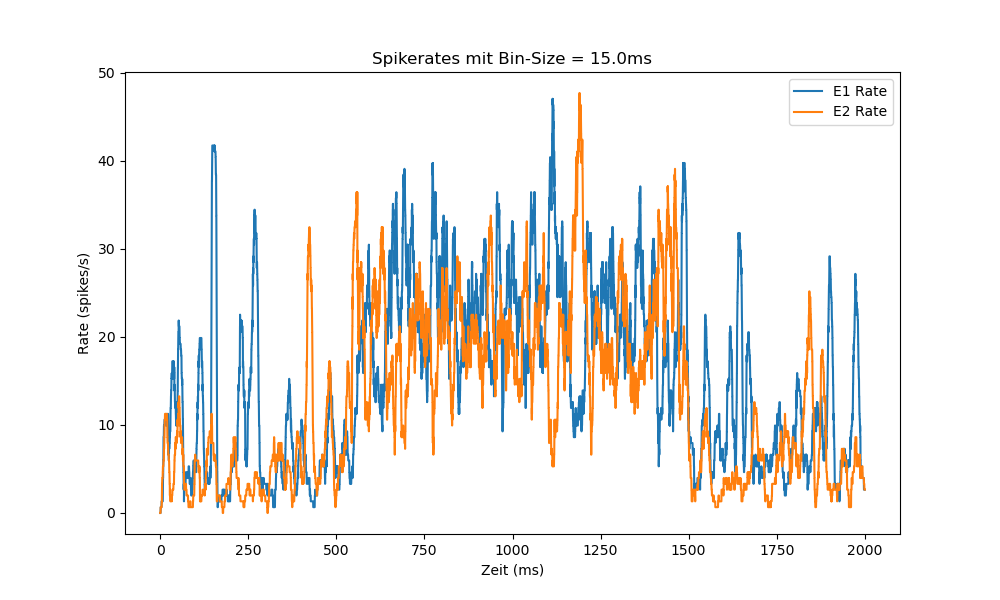 Spikerates mit Bin-Size = 15.0ms
E1 Rate
E2 Rate
50
40
30
20
10
0
Rate (spikes/s)
0 250 500 750 1000 1250 1500 1750 2000
Zeit (ms)